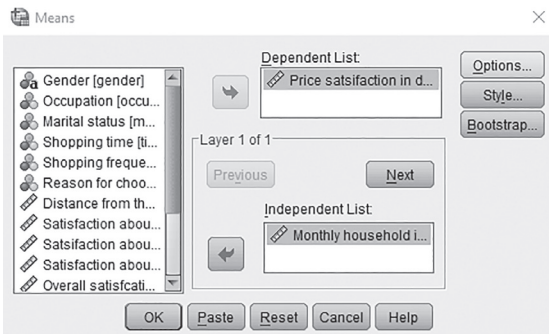 Means
Dependent List:
Price satsifaction in d...
Options...
Style...
Bootstrap...
Gender [gender]
Occupation [occu...
Marital status [m...
Shopping time [ti...
Shopping freque...
Reason for choo...
Distance from th...
Satisfaction abou...
Satsifaction abou...
Satisfaction abou...
Overall satisfcati...
Layer 1 of 1
Previous
Next
Independent List:
Monthly household i...
OK
Paste
Reset
Cancel
Help